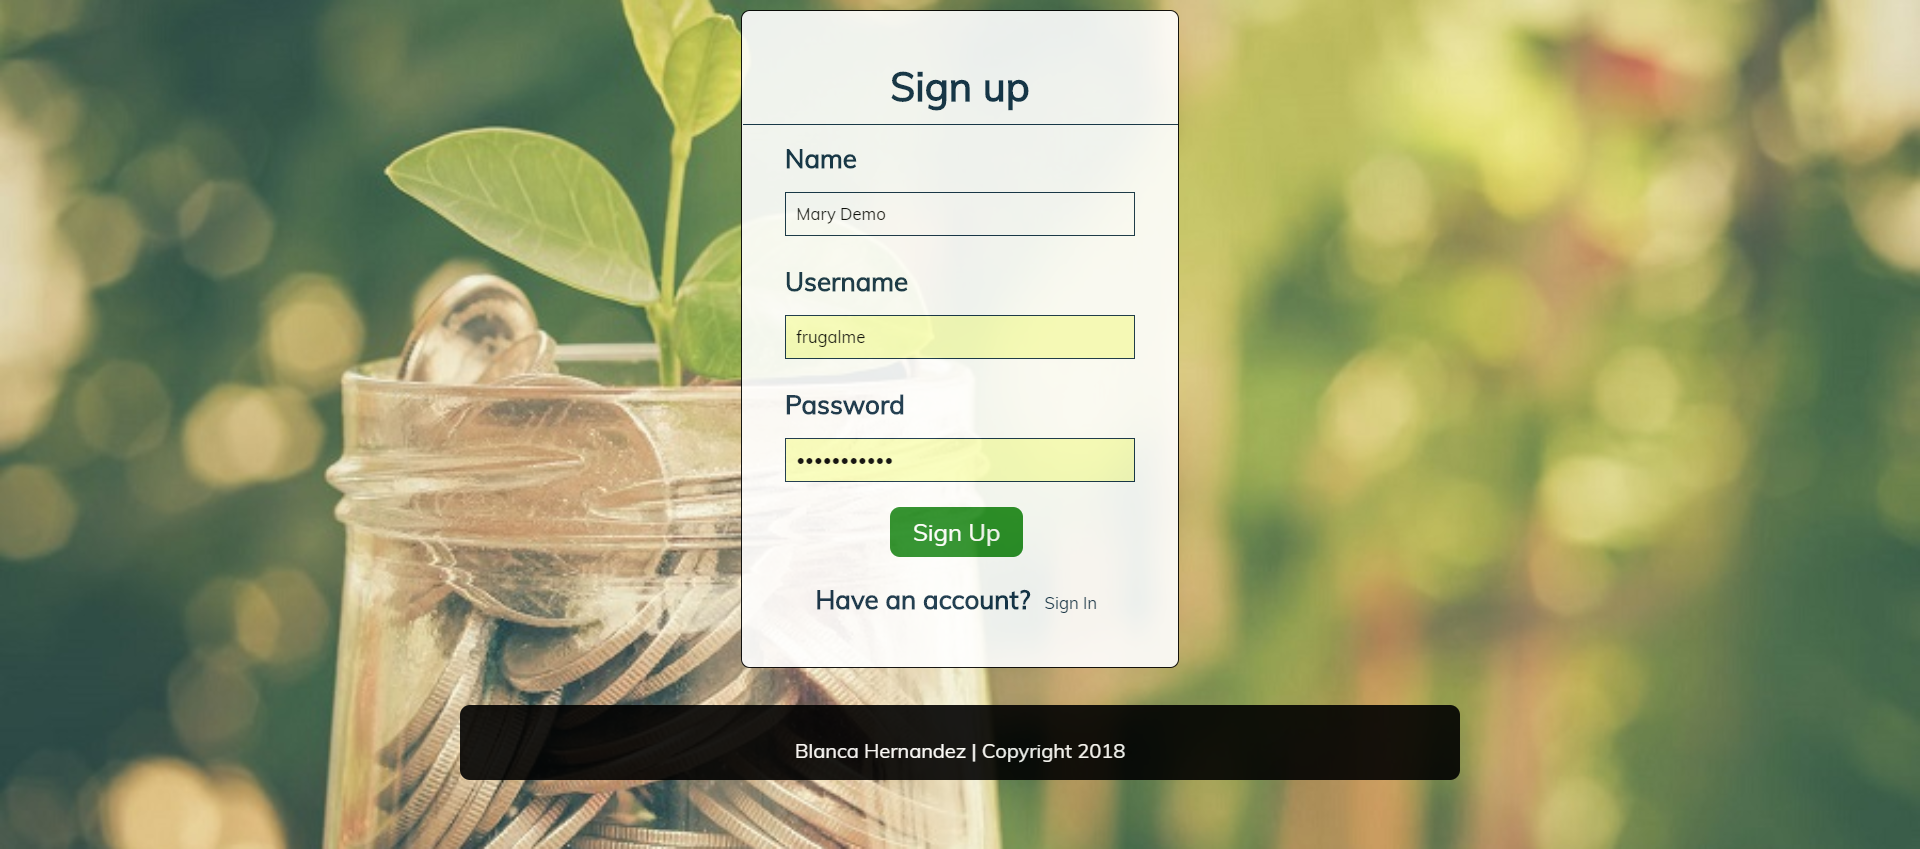 Sign up
Name
Mary Demo
Username
frugalme
Password
•••••••••••
Sign Up
Have an account? Sign In
Blanca Hernandez | Copyright 2018